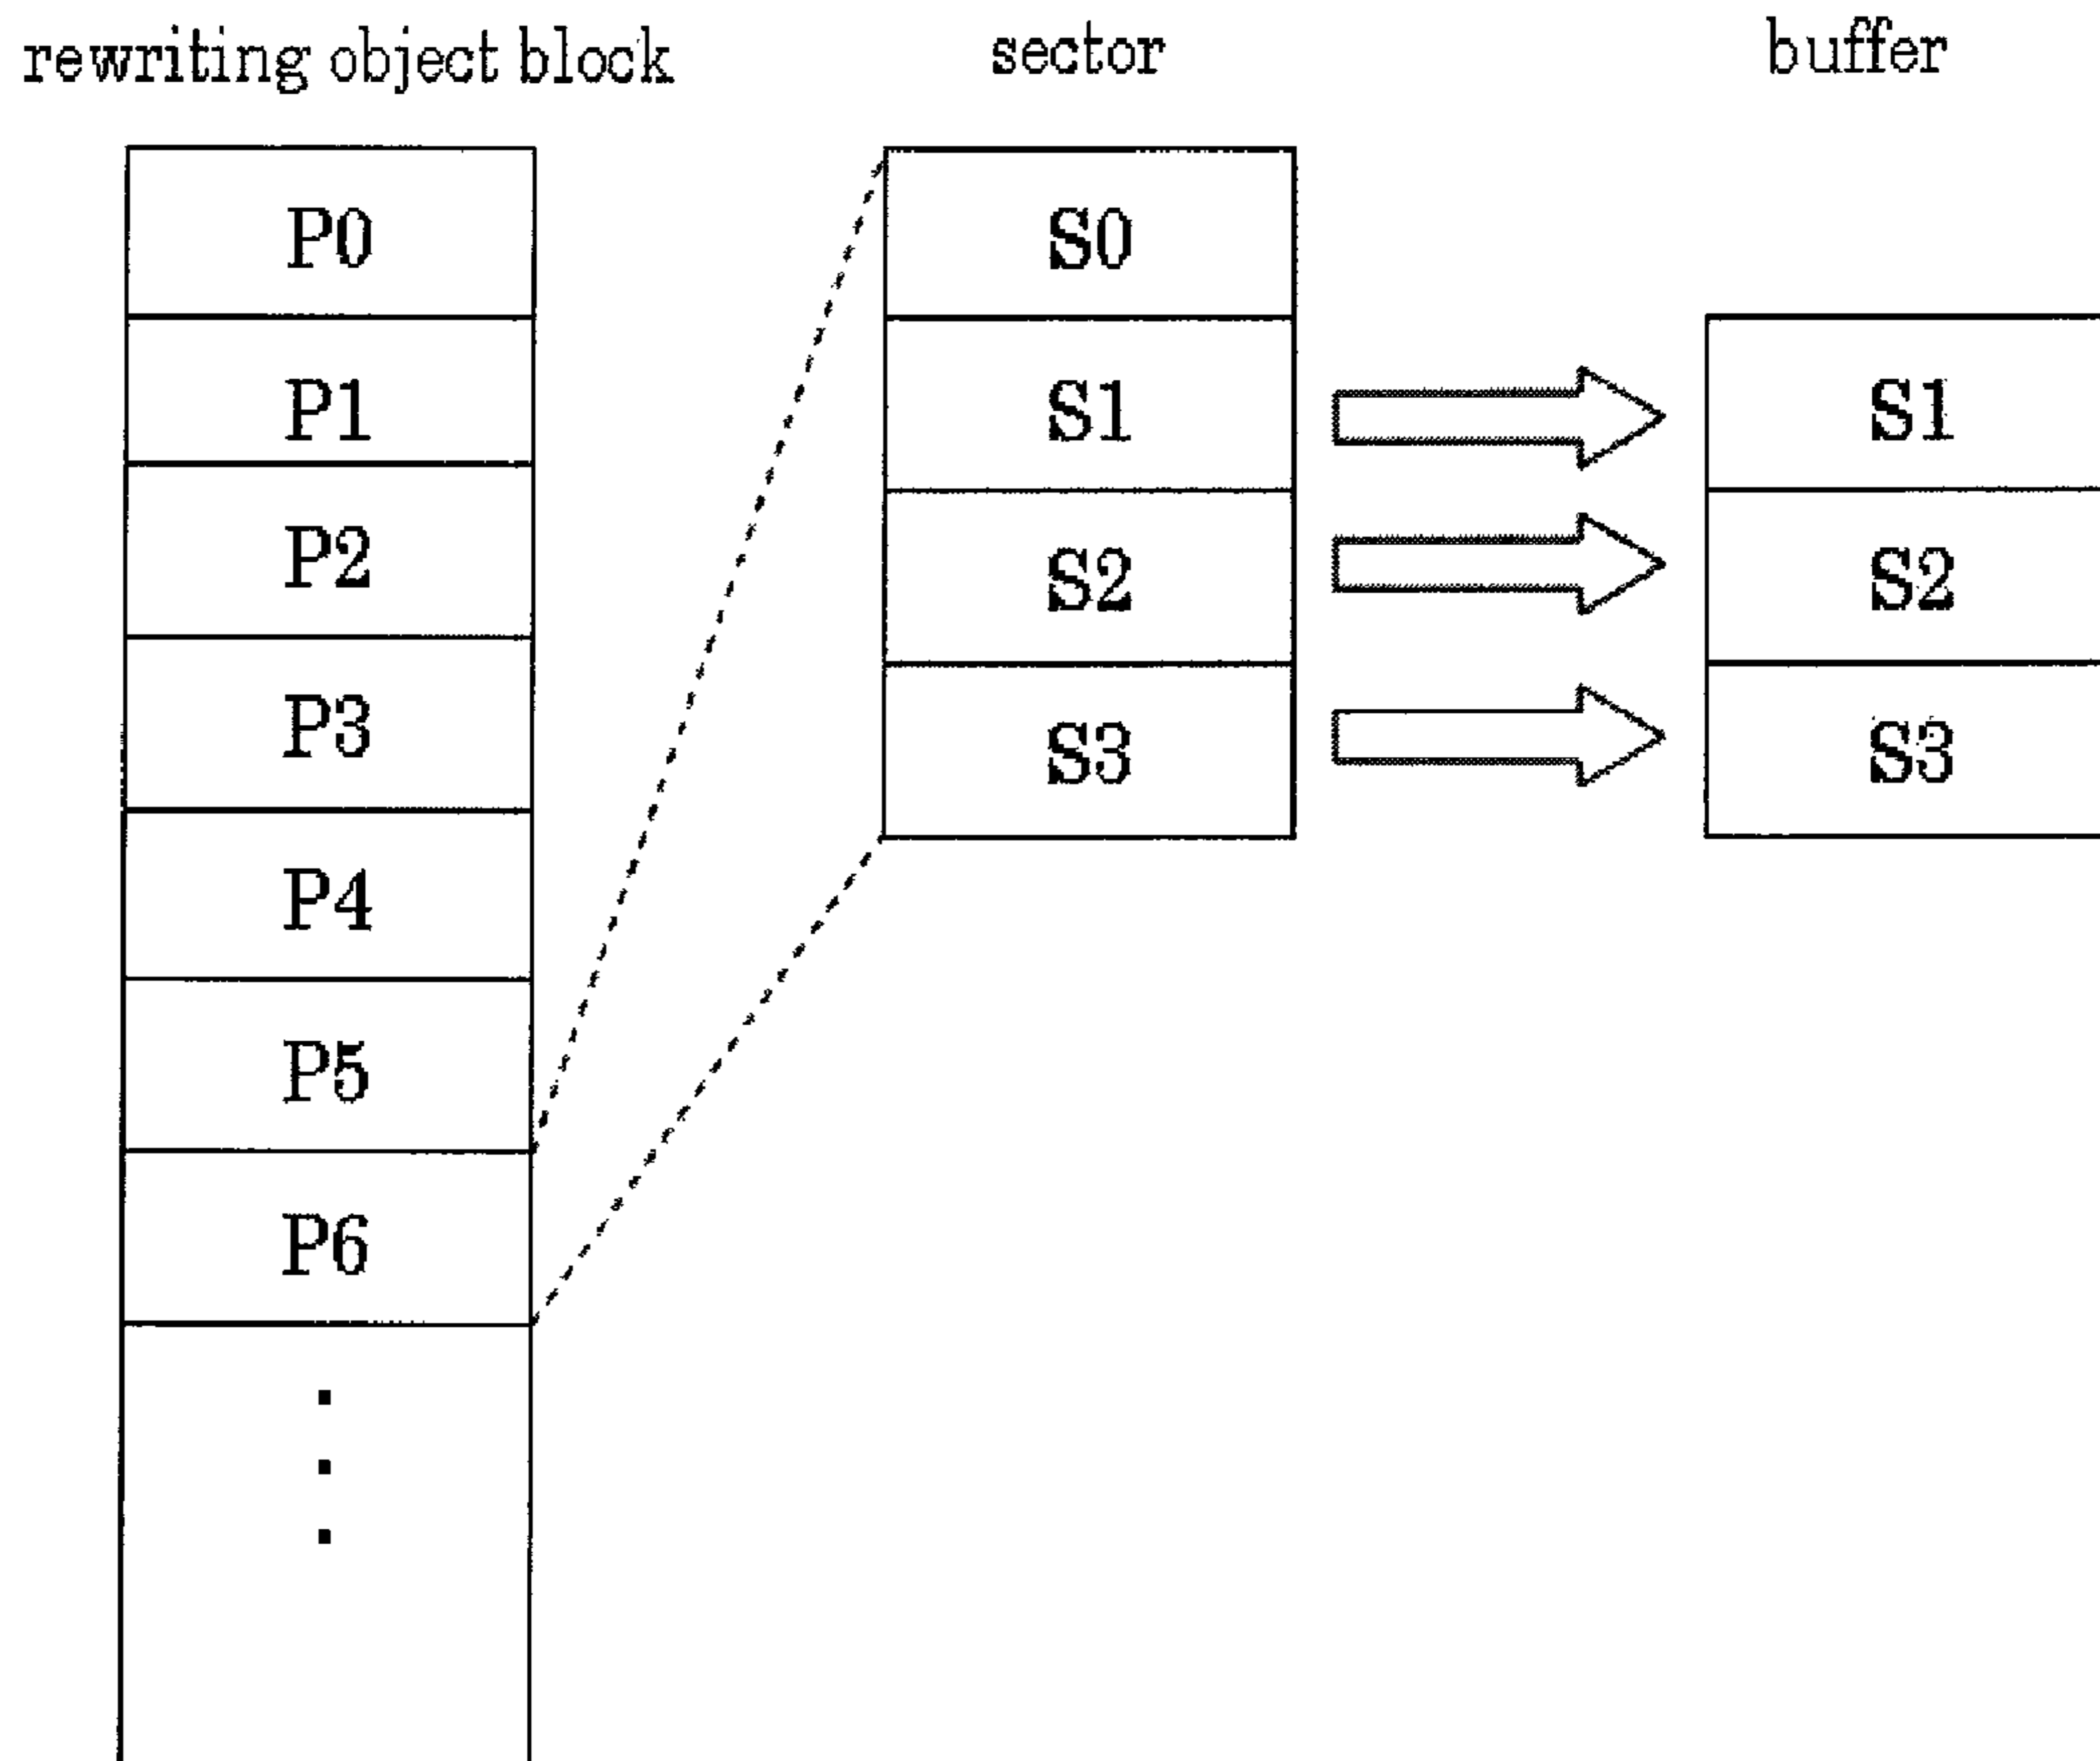 rewriting object block
sector
buffer
P0
P1
P2
P3
P4
P5
P6
S0
S1
S2
S3
S1
S2
S3